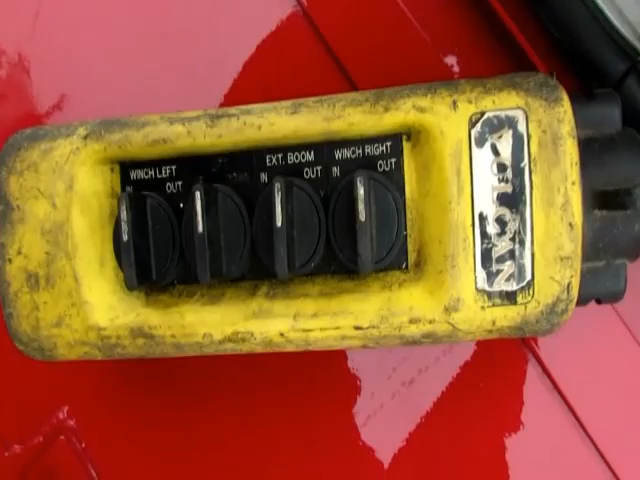 WINCH LEFT
IN OUT
EXT. BOOM
IN OUT
WINCH RIGHT
IN OUT
VULCAN